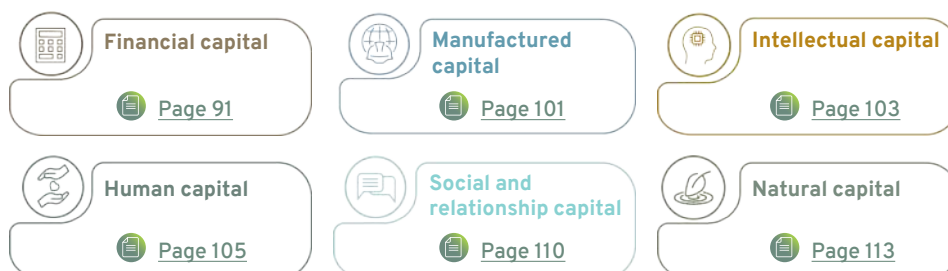 Financial capital
Page 91
Manufactured
capital
Page 101
Intellectual capital
Page 103
Human capital
Page 105
Social and
relationship capital
Page 110
Natural capital
Page 113